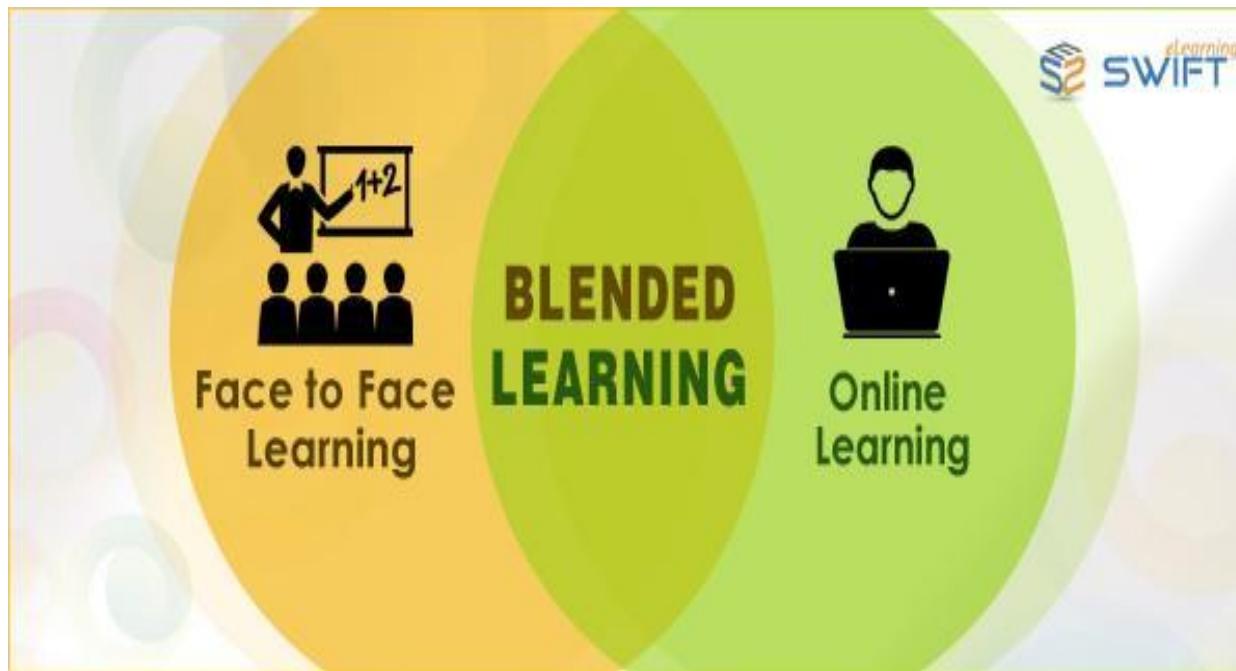 eLearning
SWIFT
1+2
BLENDED
LEARNING
Face to Face
Learning
Online
Learning